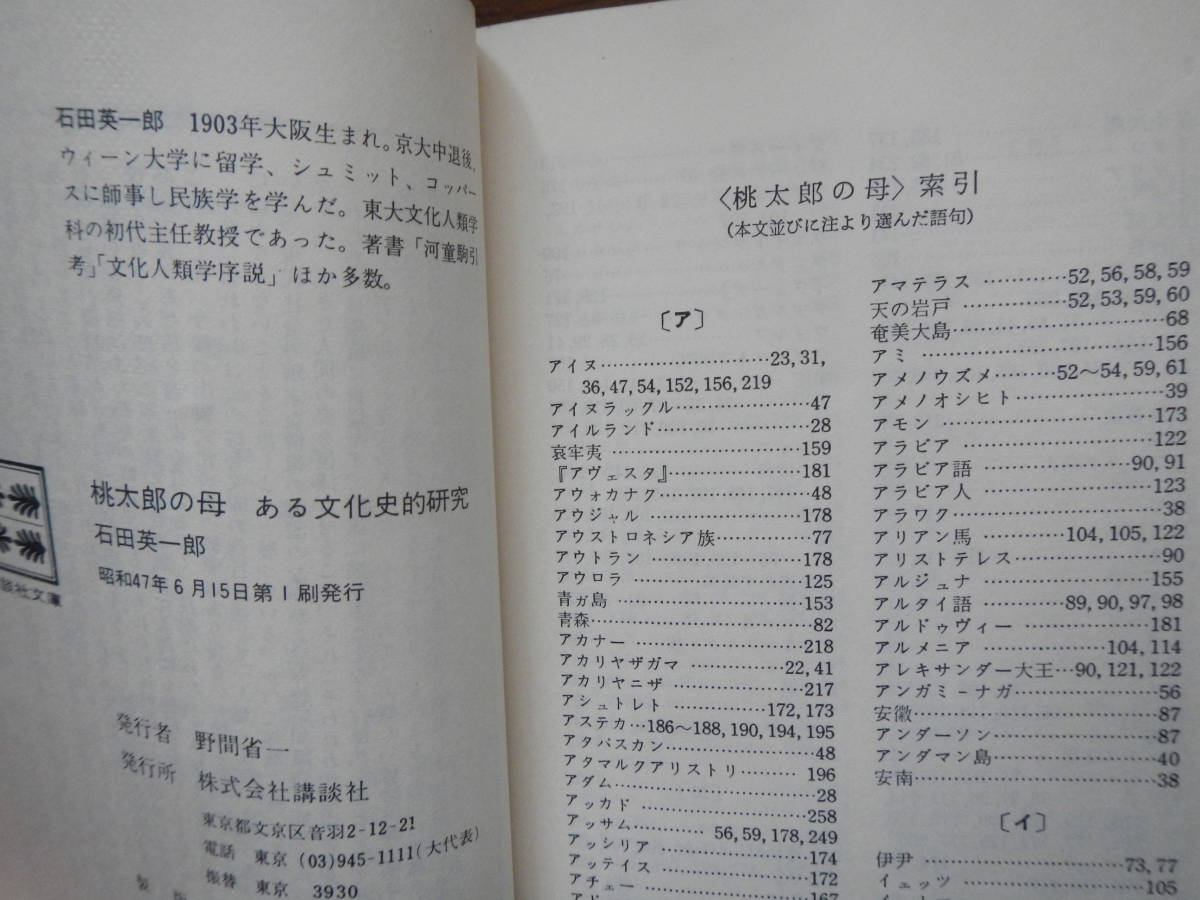 石田英一郎　1903年大阪生まれ。京大中退後、
ウィーン大学に留学、シュミット、コッパー
スに師事し民族学を学んだ。東大文化人類学
科の初代主任教授であった。著書「河童駒引
考」「文化人類学序説」ほか多数。
桃太郎の母　ある文化史的研究
石田英一郎
昭和47年6月15日第1刷発行
談社文庫
発行者　野間省一
発行所　株式会社講談社
東京都文京区音羽2-12-21
電話　東京 (03)945-1111(大代表)
振替　東京　3930
〈桃太郎の母〉索引
(本文並びに注より選んだ語句)
〔ア〕
アイヌ…………………………23, 31,
36, 47, 54, 152, 156, 219
アイヌラックル…………………47
アイルランド……………………28
哀牢夷 …………………………159
『アヴェスタ』…………………181
アウォカナク……………………48
アウジャル ……………………178
アウストロネシア族……………77
アウトラン ……………………178
アウロラ ………………………125
青ガ島 …………………………153
青森………………………………82
アカナー ………………………218
アカリヤザガマ ……………22, 41
アカリヤニザ …………………217
アシュトレト ……………172, 173
アステカ…186～188, 190, 194, 195
アタパスカン……………………48
アタマルクアリストリ……… 196
アダム……………………………28
アッカド ………………………258
アッサム………… 56, 59, 178, 249
アッシリア ……………………174
アッテイス ……………………172
アチェー ………………………167
アマテラス …………52, 56, 58, 59
天の岩戸 ……………52, 53, 59, 60
奄美大島…………………………68
アミ ……………………………156
アメノウズメ………52～54, 59, 61
アメノオシヒト…………………39
アモン …………………………173
アラビア ………………………122
アラビア語 …………………90, 91
アラビア人 ……………………123
アラワク…………………………38
アリアン馬 …………104, 105, 122
アリストテレス…………………90
アルジュナ ……………………155
アルタイ語 …………89, 90, 97, 98
アルドゥヴィー ………………181
アルメニア ………………104, 114
アレキサンダー大王…90, 121, 122
アンガミ－ナガ…………………56
安徽………………………………87
アンダーソン……………………87
アンダマン島……………………40
安南………………………………38
〔イ〕
伊尹 …………………………73, 77
イェッツ ………………………105